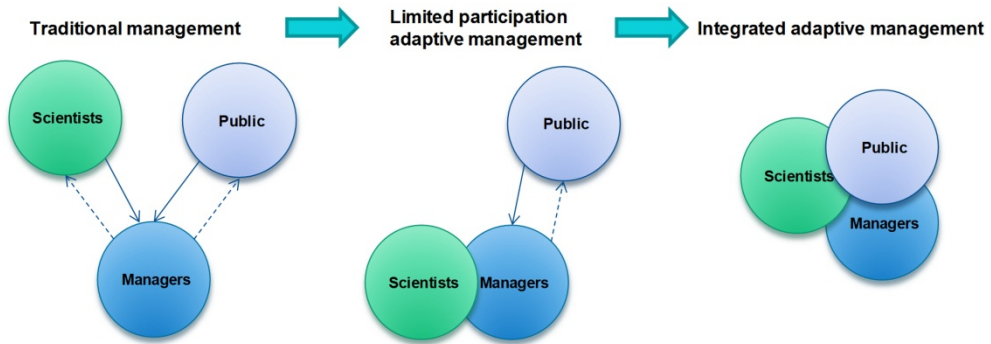 Traditional management
Limited participation
adaptive management
Integrated adaptive management
Scientists
Public
Managers
Public
Scientists
Managers
Public
Scientists
Managers